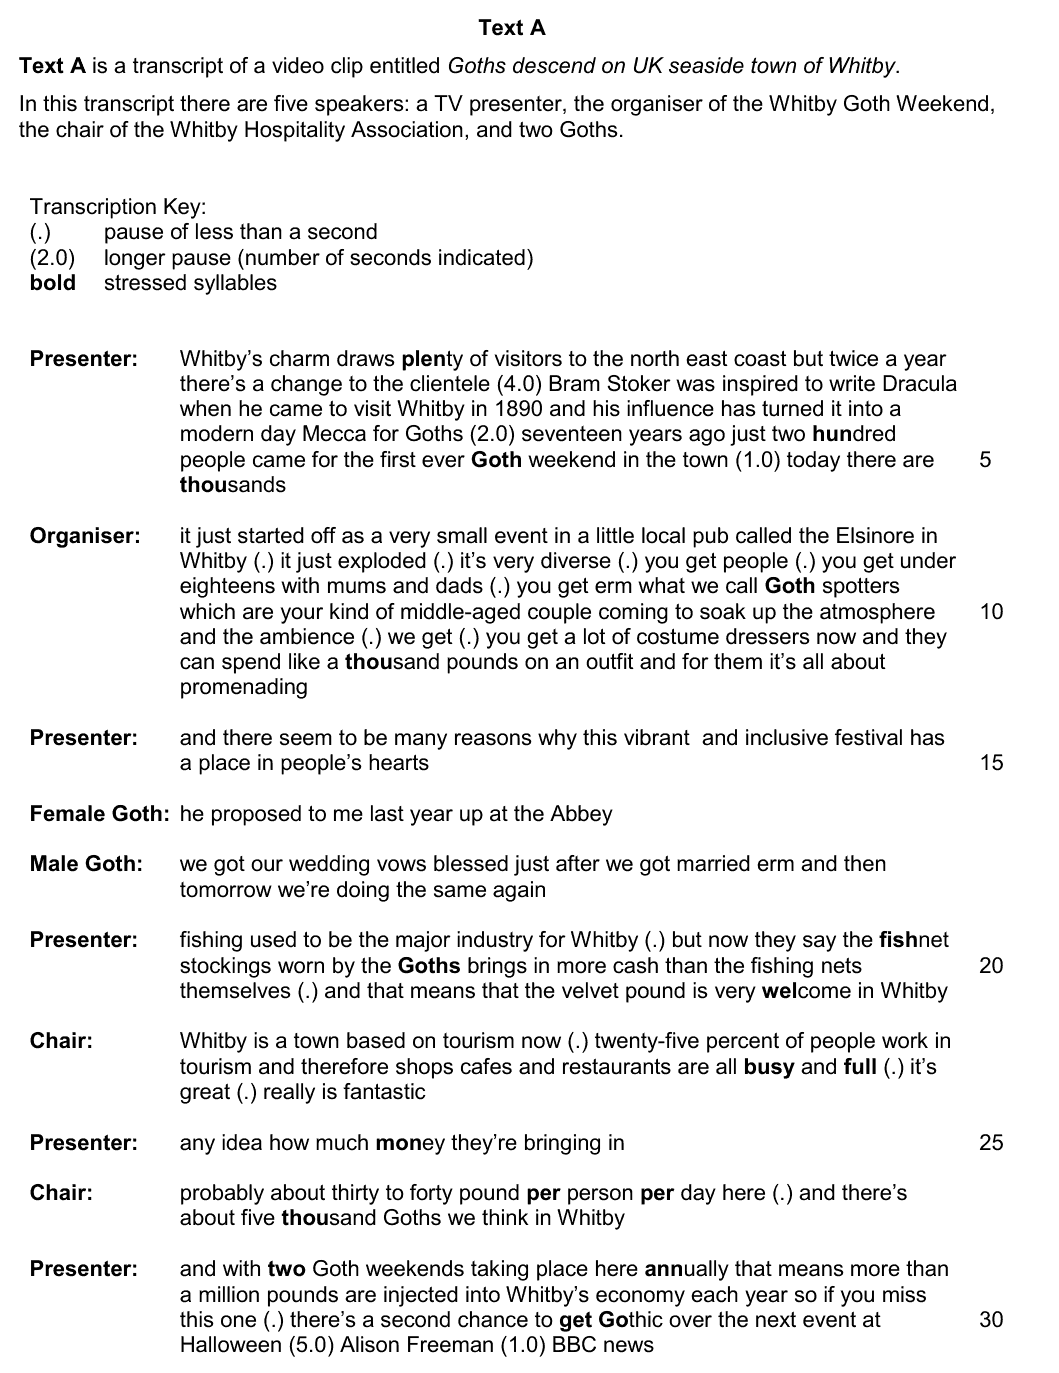 Text A
Text A is a transcript of a video clip entitled Goths descend on UK seaside town of Whitby.
In this transcript there are five speakers: a TV presenter, the organiser of the Whitby Goth Weekend,
the chair of the Whitby Hospitality Association, and two Goths.
Transcription Key:
(.) pause of less than a second
(2.0) longer pause (number of seconds indicated)
bold stressed syllables
Presenter: Whitby's charm draws plenty of visitors to the north east coast but twice a year
there's a change to the clientele (4.0) Bram Stoker was inspired to write Dracula
when he came to visit Whitby in 1890 and his influence has turned it into a
modern day Mecca for Goths (2.0) seventeen years ago just two hundred
people came for the first ever Goth weekend in the town (1.0) today there are 5
thousands
Organiser: it just started off as a very small event in a little local pub called the Elsinore in
Whitby (.) it just exploded (.) it's very diverse (.) you get people (.) you get under
eighteens with mums and dads (.) you get erm what we call Goth spotters
which are your kind of middle-aged couple coming to soak up the atmosphere 10
and the ambience (.) we get (.) you get a lot of costume dressers now and they
can spend like a thousand pounds on an outfit and for them it's all about
promenading
Presenter: and there seem to be many reasons why this vibrant and inclusive festival has
a place in people's hearts 15
Female Goth: he proposed to me last year up at the Abbey
Male Goth: we got our wedding vows blessed just after we got married erm and then
tomorrow we're doing the same again
Presenter: fishing used to be the major industry for Whitby (.) but now they say the fishnet
stockings worn by the Goths brings in more cash than the fishing nets 20
themselves (.) and that means that the velvet pound is very welcome in Whitby
Chair: Whitby is a town based on tourism now (.) twenty-five percent of people work in
tourism and therefore shops cafes and restaurants are all busy and full (.) it's
great (.) really is fantastic
Presenter: any idea how much money they're bringing in 25
Chair: probably about thirty to forty pound per person per day here (.) and there's
about five thousand Goths we think in Whitby
Presenter: and with two Goth weekends taking place here annually that means more than
a million pounds are injected into Whitby's economy each year so if you miss
this one (.) there's a second chance to get Gothic over the next event at 30
Halloween (5.0) Alison Freeman (1.0) BBC news